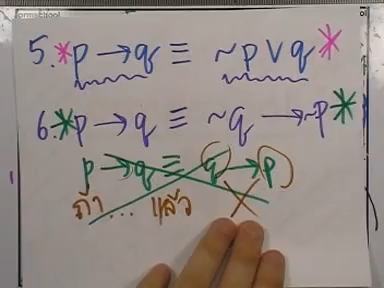 5. *p → q ≡ ~p ∨ q*
6. *p → q ≡ ~q → ~p*
p → q ≡ q → p
ถ้า ... แล้ว